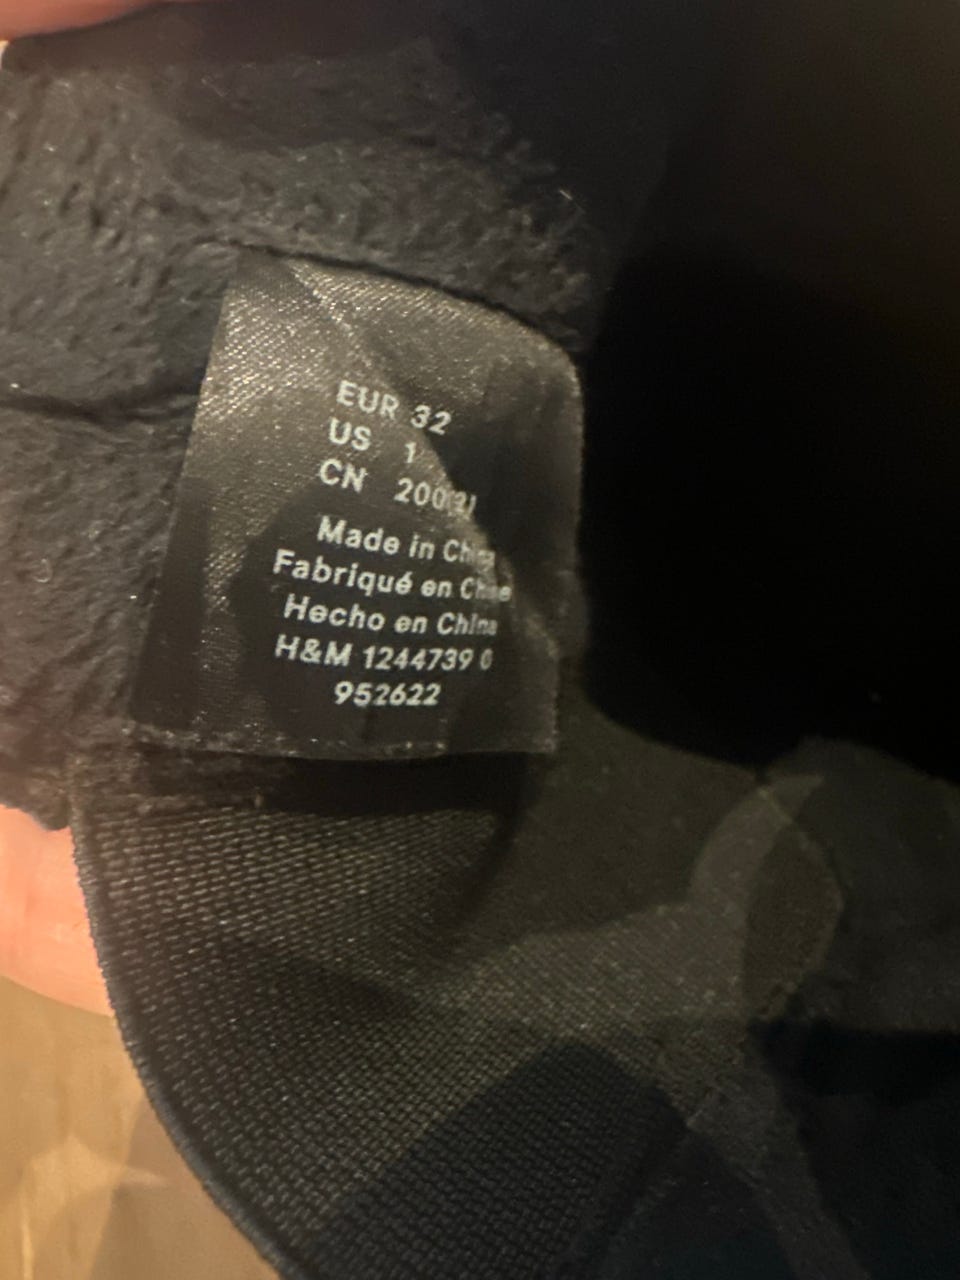 EUR 32
US 1
CN 200
Made in China
Fabriqué en Chine
Hecho en China
H&M 1244739 0
952622